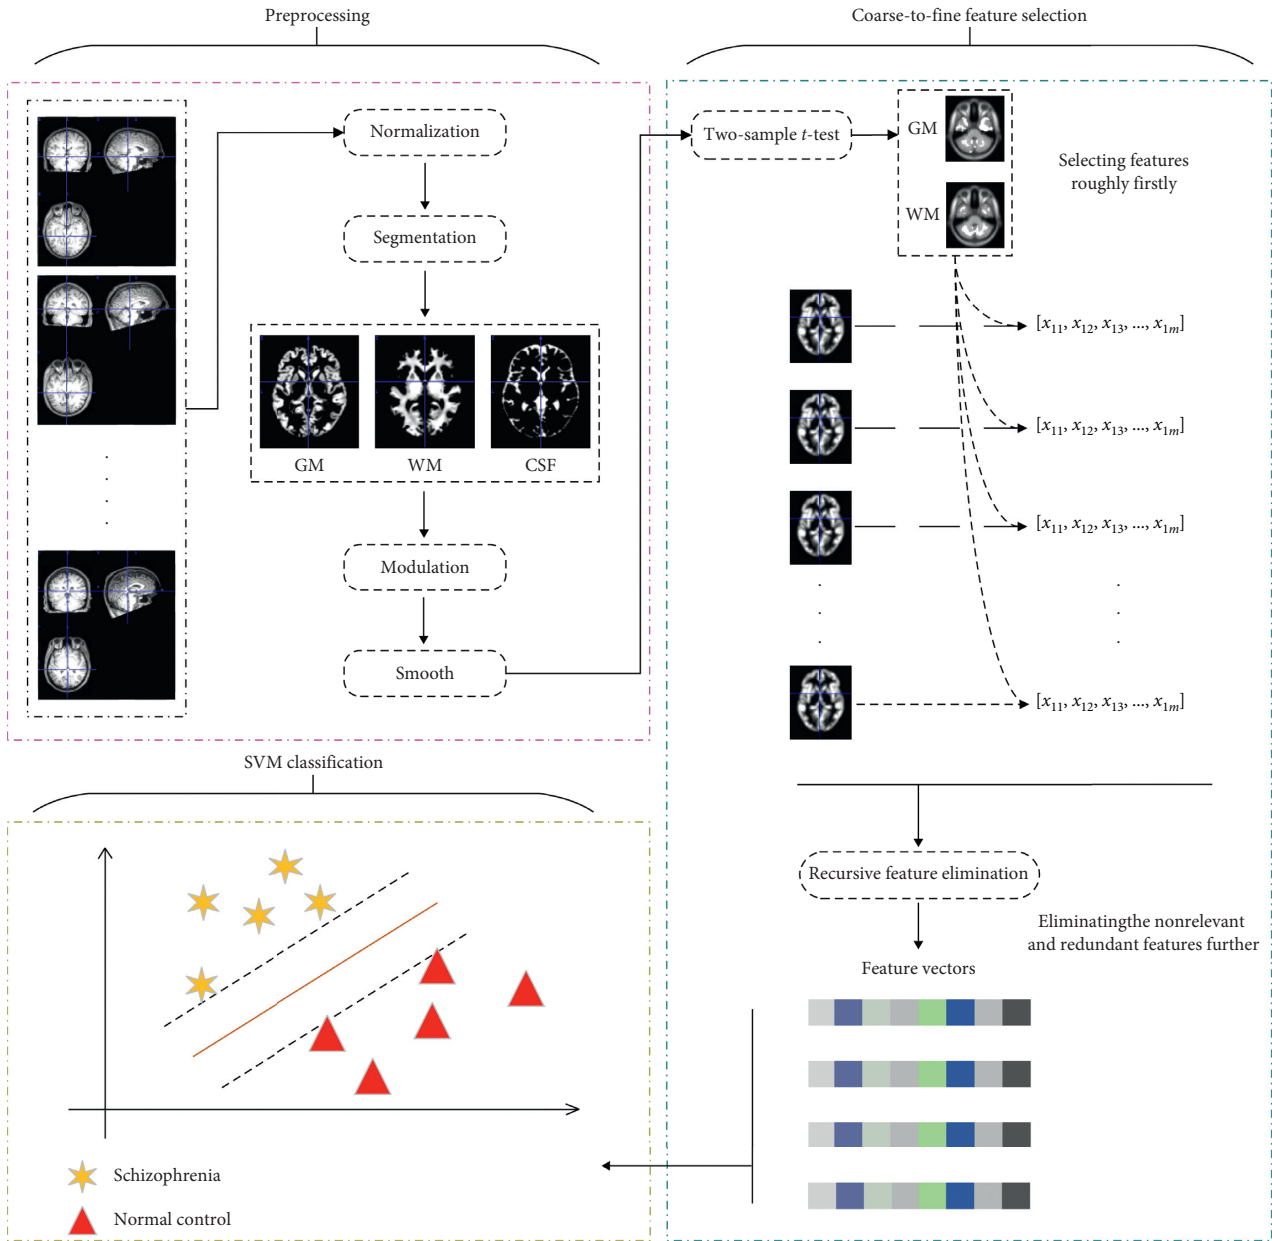 Preprocessing
Normalization
Segmentation
GM WM CSF
Modulation
Smooth
Coarse-to-fine feature selection
Two-sample t-test
GM
WM
Selecting features
roughly firstly
[x11, x12, x13, ..., x1m]
[x11, x12, x13, ..., x1m]
[x11, x12, x13, ..., x1m]
[x11, x12, x13, ..., x1m]
Recursive feature elimination
Eliminatingthe nonrelevant
and redundant features further
Feature vectors
SVM classification
Schizophrenia
Normal control